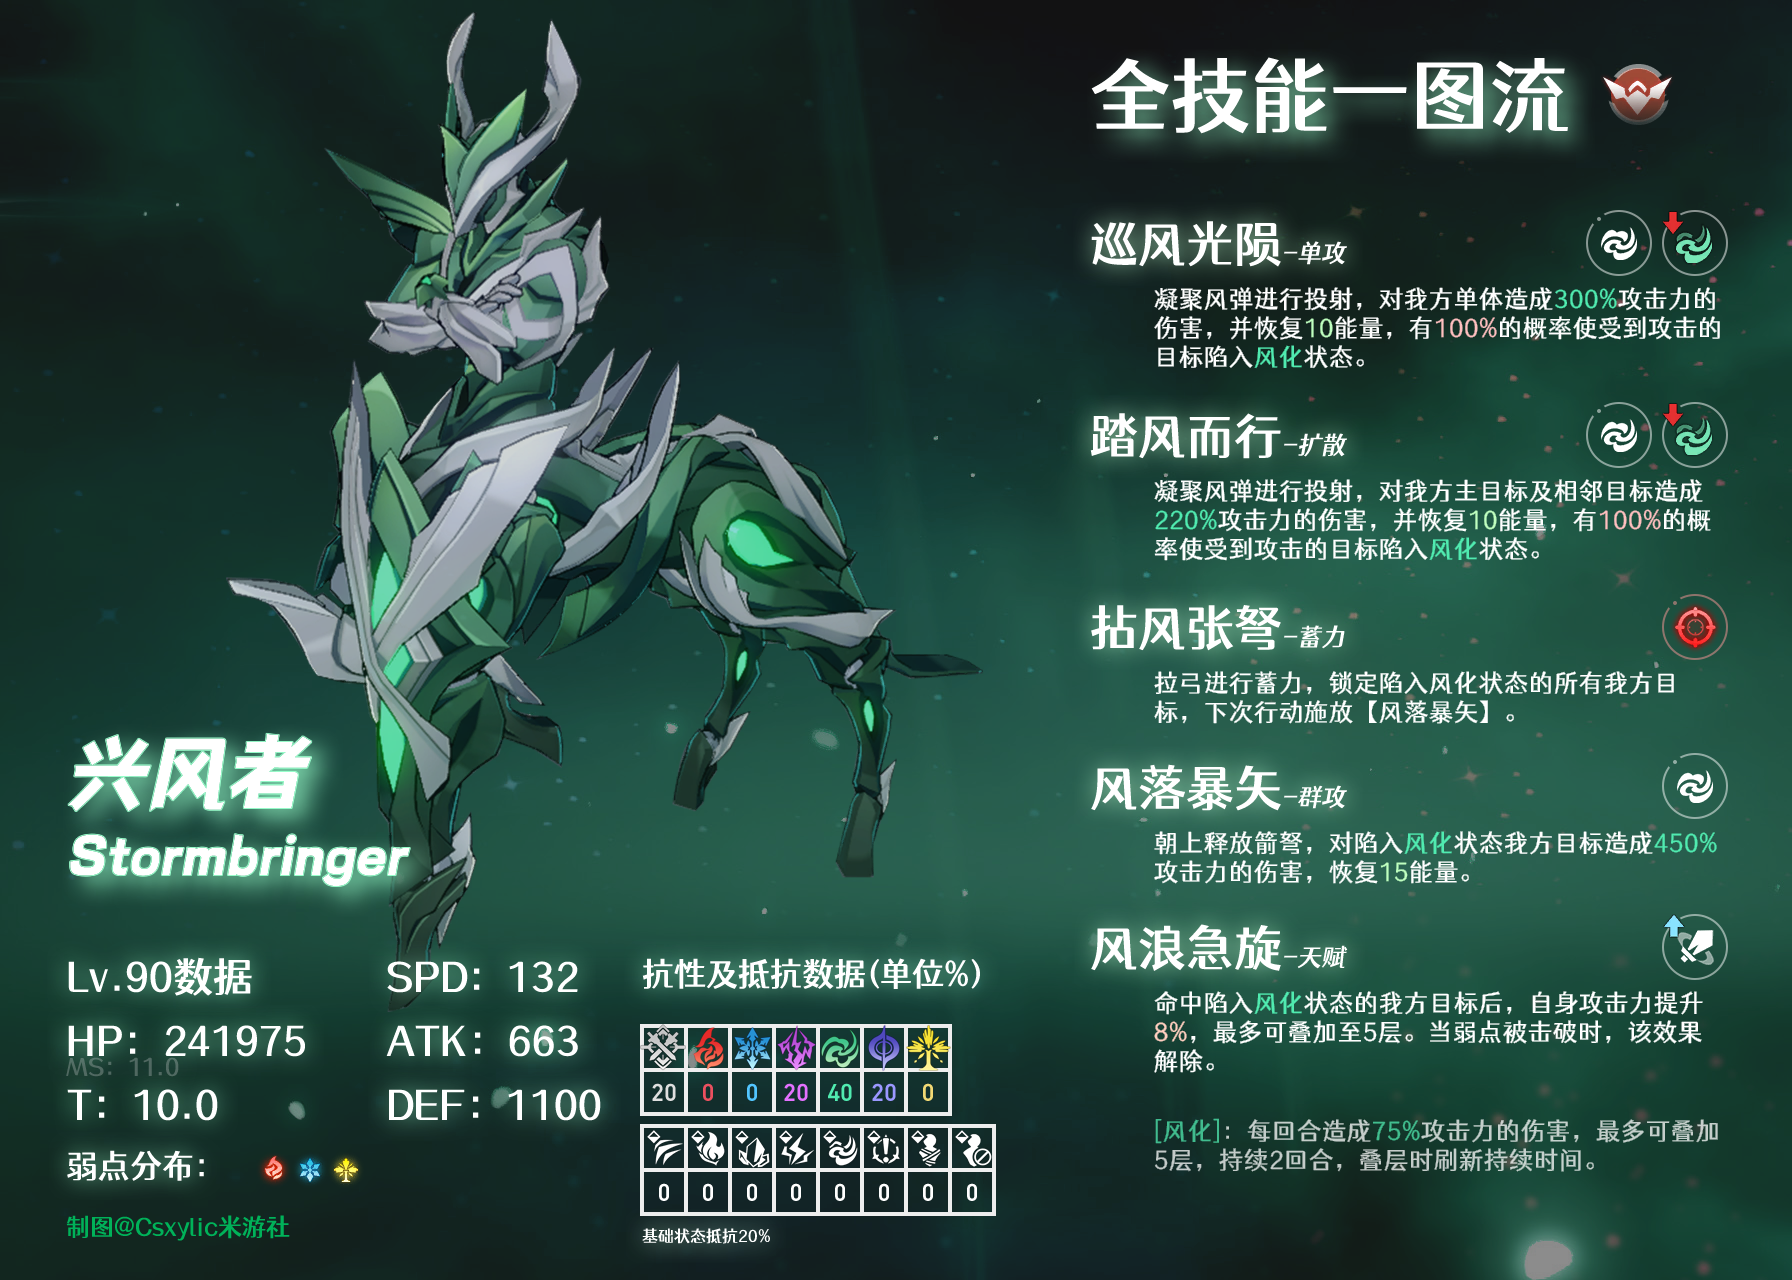 全技能一图流
巡风光陨-单攻
凝聚风弹进行投射，对我方单体造成300%攻击力的
伤害，并恢复10能量，有100%的概率使受到攻击的
目标陷入风化状态。
踏风而行-扩散
凝聚风弹进行投射，对我方主目标及相邻目标造成
220%攻击力的伤害，并恢复10能量，有100%的概
率使受到攻击的目标陷入风化状态。
拈风张弩-蓄力
拉弓进行蓄力，锁定陷入风化状态的所有我方目
标，下次行动施放【风落暴矢】。
风落暴矢-群攻
朝上释放箭弩，对陷入风化状态我方目标造成450%
攻击力的伤害，恢复15能量。
风浪急旋-天赋
命中陷入风化状态的我方目标后，自身攻击力提升
8%，最多可叠加至5层。当弱点被击破时，该效果
解除。
[风化]：每回合造成75%攻击力的伤害，最多可叠加
5层，持续2回合，叠层时刷新持续时间。
兴风者
Stormbringer
Lv.90数据
SPD：132
HP：241975
ATK：663
MS：11.0
T：10.0
DEF：1100
弱点分布：
制图@Csxylic米游社
抗性及抵抗数据(单位%)
20 0 0 20 40 20 0
0 0 0 0 0 0 0 0
基础状态抵抗20%